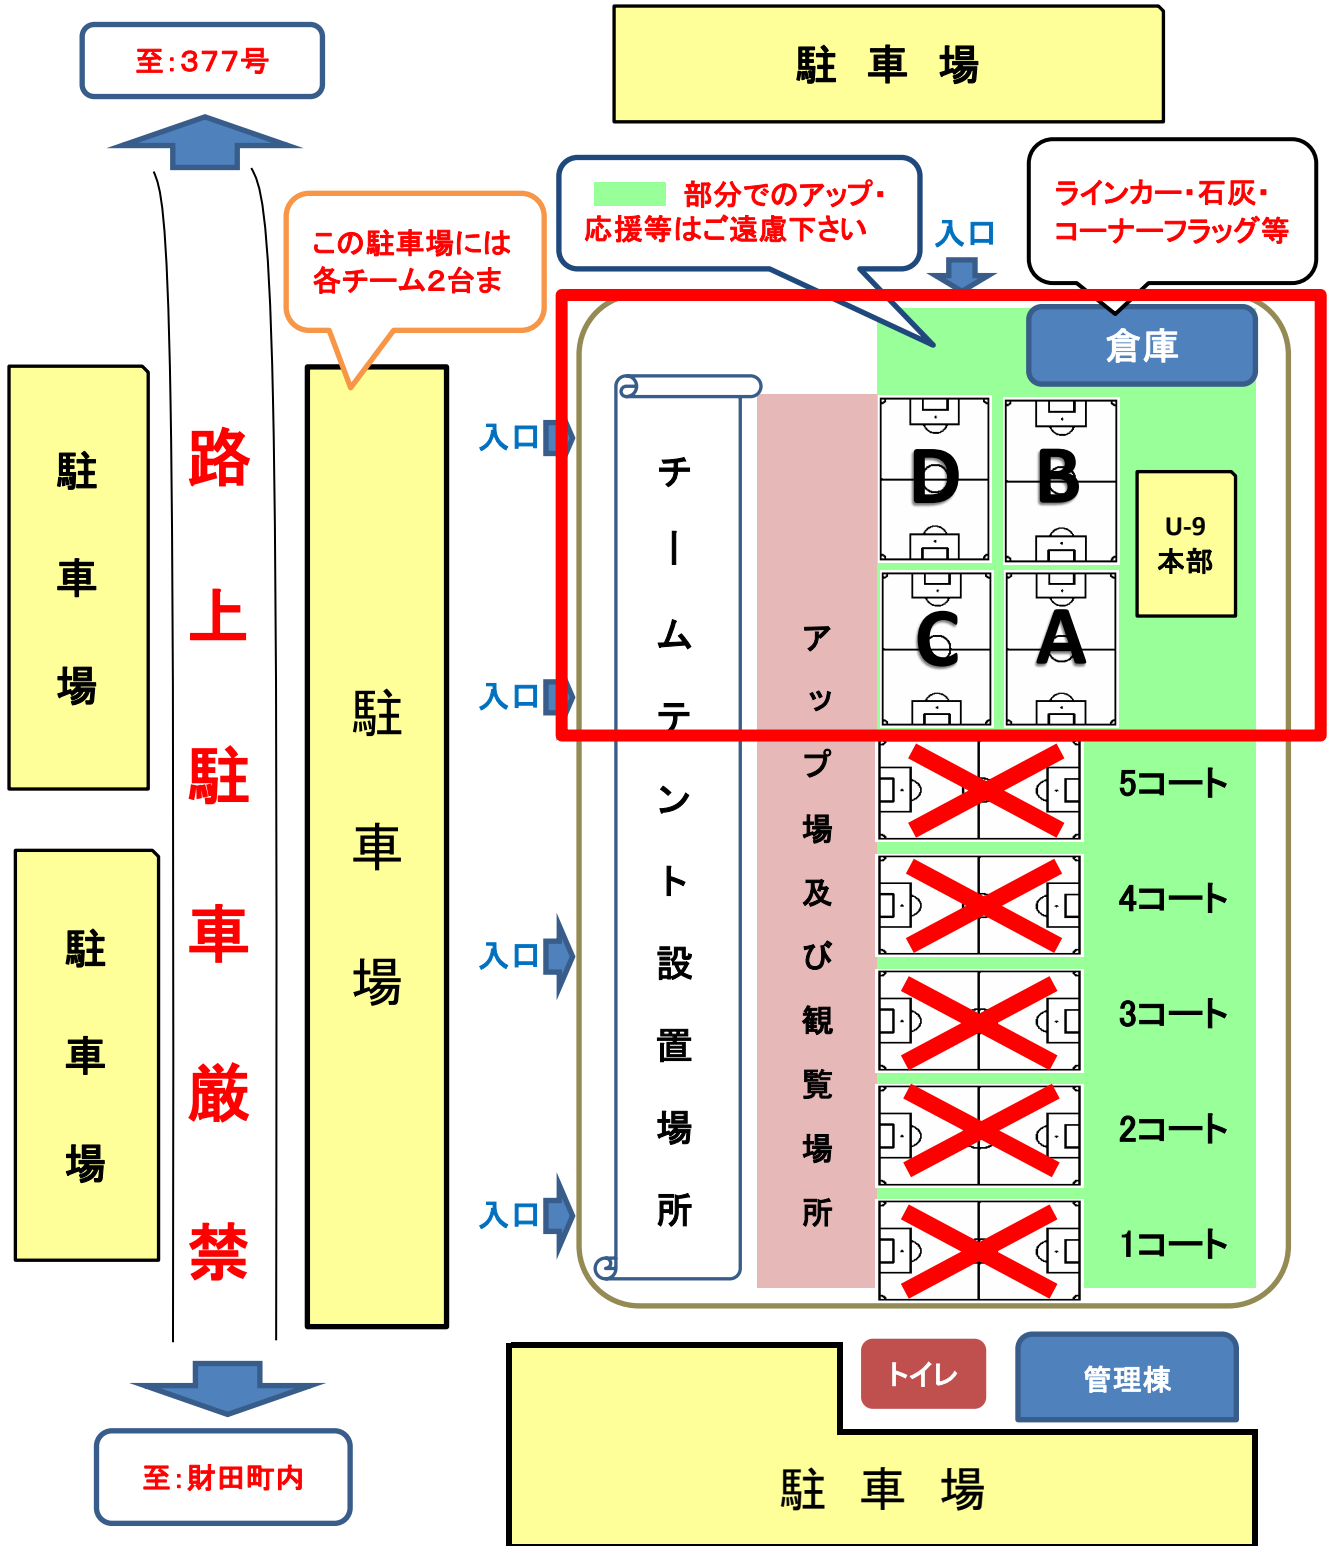 至：３７７号
駐 車 場
部分でのアップ・
応援等はご遠慮下さい
入口
ラインカー・石灰・
コーナーフラッグ等
この駐車場には
各チーム２台ま
倉庫
駐車場
路上駐車厳禁
駐車場
入口
入口
入口
入口
チームテント設置場所
アップ場及び観覧場所
D
B
C
A
U-9
本部
5コート
4コート
3コート
2コート
1コート
駐車場
トイレ
管理棟
至：財田町内
駐 車 場